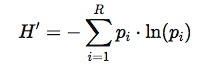 H′ = − ∑_{i=1}^{R} p_i · ln(p_i)